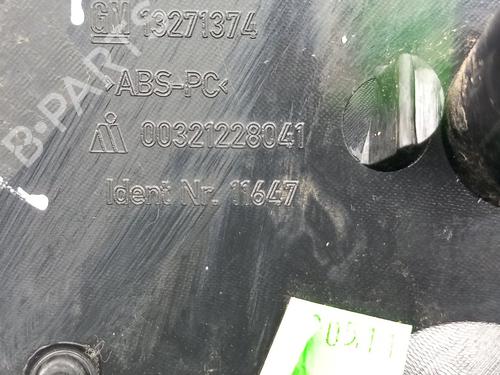 GM 13271374
>ABS-PC<
00321228041
Ident Nr. 11647
B-PARTS